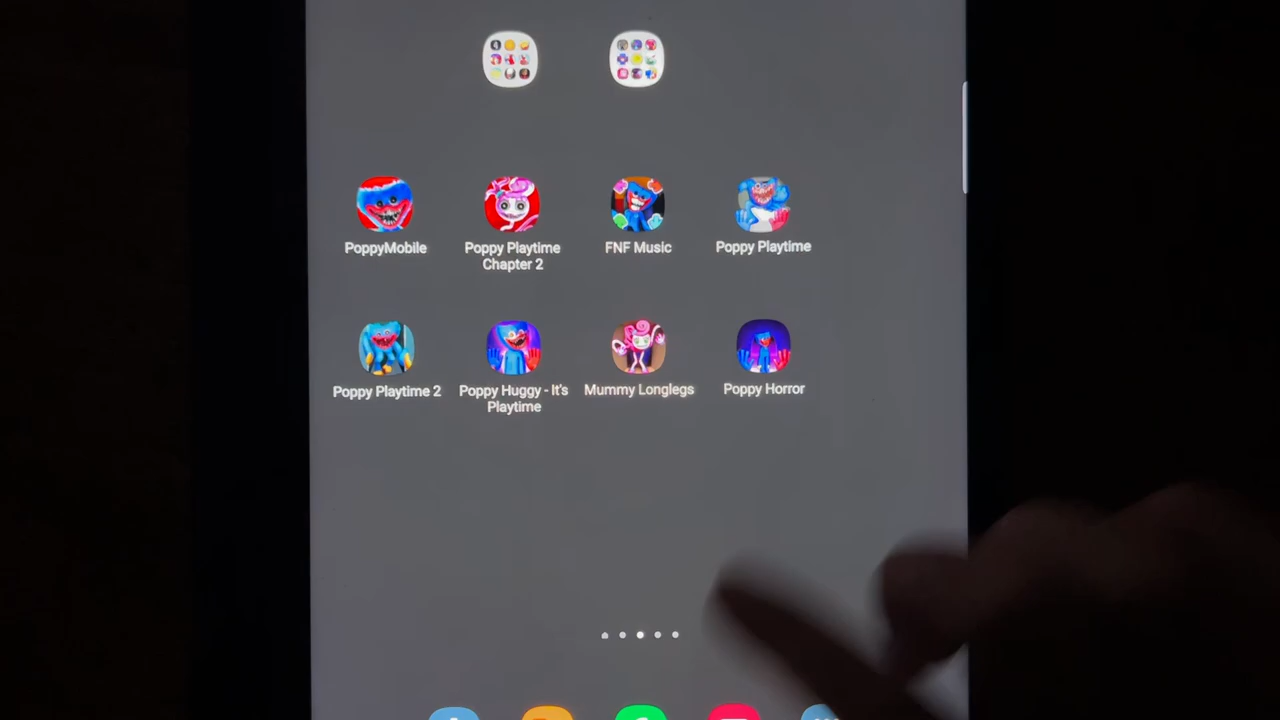 PoppyMobile
Poppy Playtime
Chapter 2
FNF Music
Poppy Playtime
Poppy Playtime 2
Poppy Huggy - It's
Playtime
Mummy Longlegs
Poppy Horror